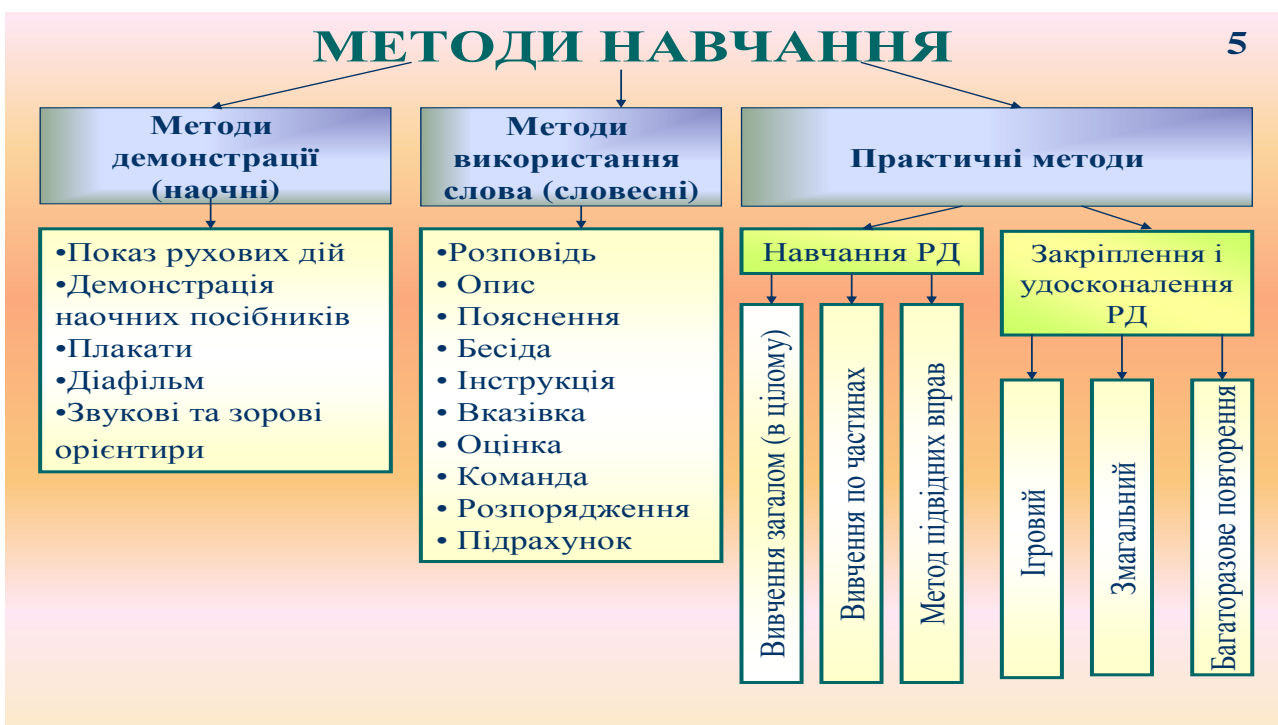 МЕТОДИ НАВЧАННЯ
5
Методи
демонстрації
(наочні)
•Показ рухових дій
•Демонстрація
наочних посібників
•Плакати
•Діафільм
•Звукові та зорові
орієнтири
Методи
використання
слова (словесні)
•Розповідь
• Опис
• Пояснення
• Бесіда
• Інструкція
• Вказівка
• Оцінка
• Команда
• Розпорядження
• Підрахунок
Практичні методи
Навчання РД
Вивчення загалом (в цілому)
Вивчення по частинах
Метод підвідних вправ
Закріплення і
удосконалення
РД
Ігровий
Змагальний
Багаторазове повторення